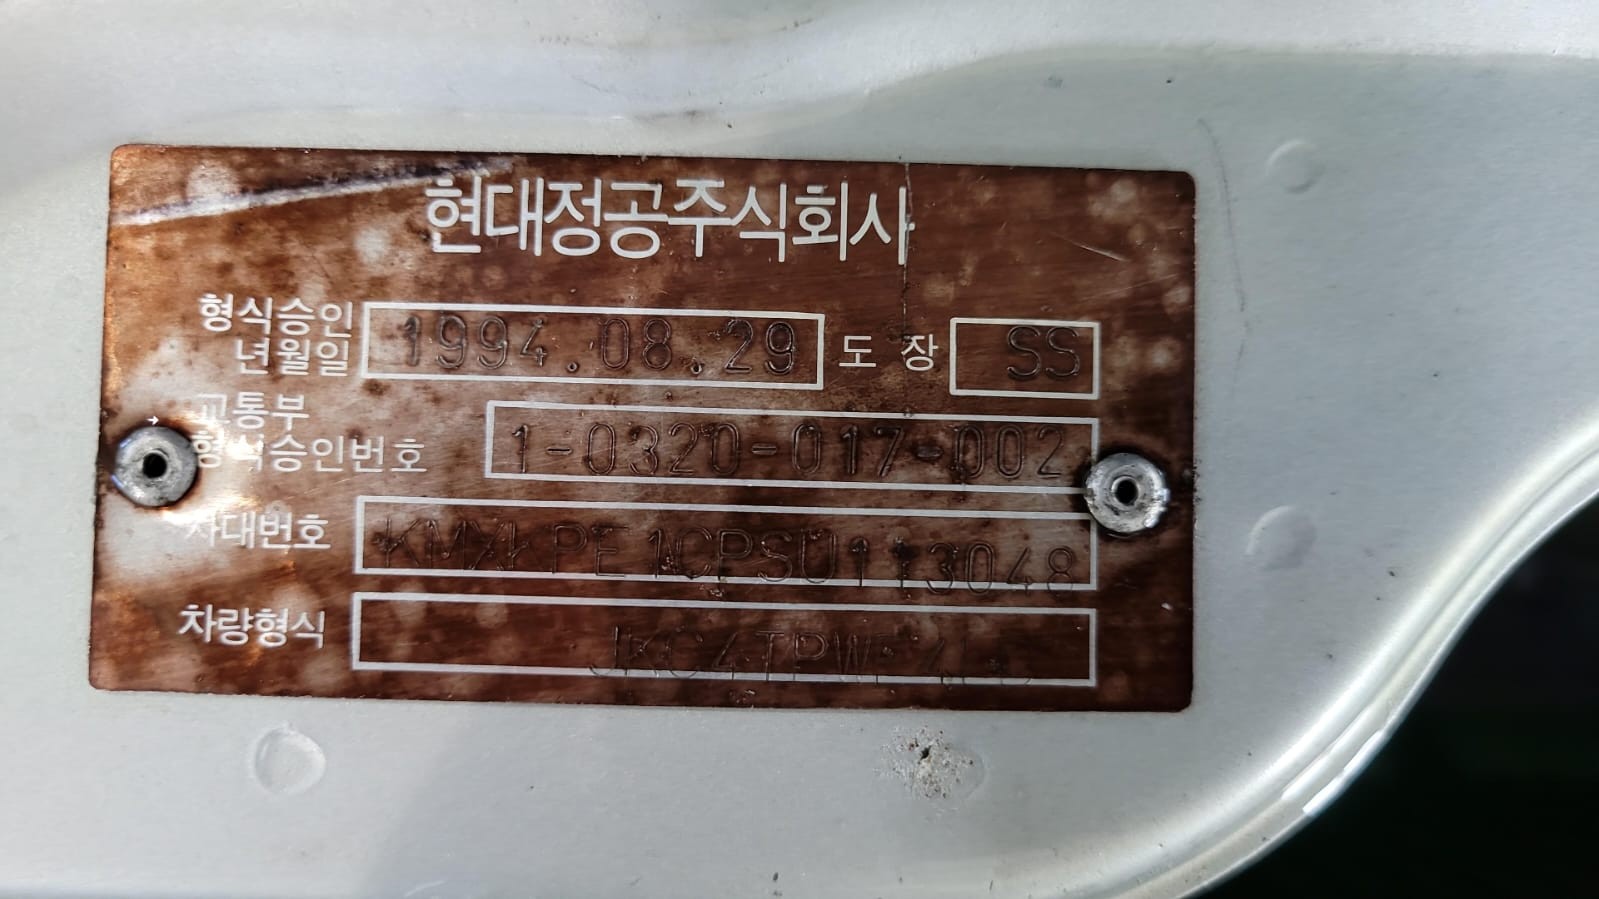 현대정공주식회사
형식승인 년월일 1994.08.29 도 장 SS
교통부 형식승인번호 1-0320-017-002
차대번호
차량형식